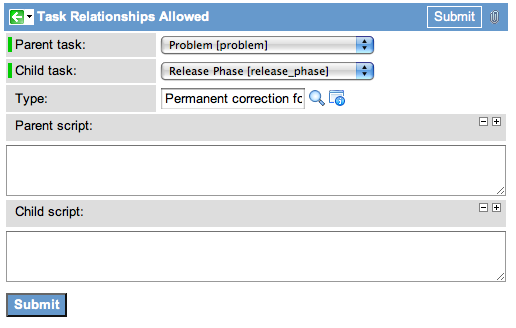 Task Relationships Allowed Submit
Parent task: Problem [problem]
Child task: Release Phase [release_phase]
Type: Permanent correction fo
Parent script:
Child script:
Submit